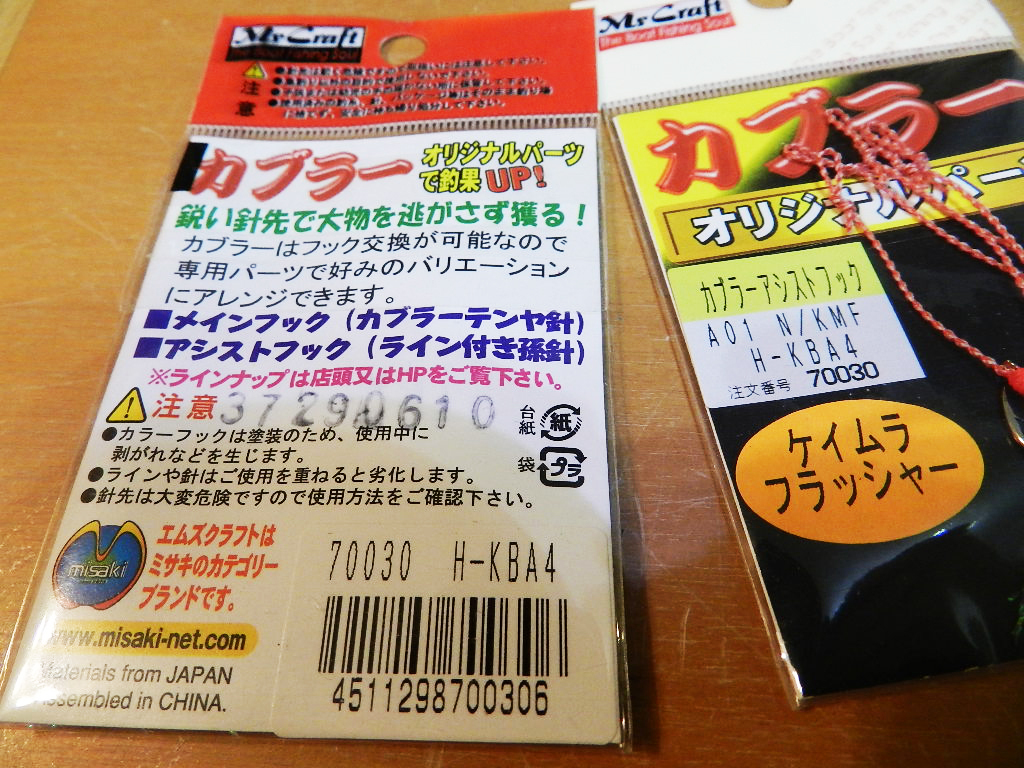 Ms Craft
The Boat Fishing Soul
注意
カブラー
オリジナルパーツ
で釣果UP!
鋭い針先で大物を逃がさず獲る!
カブラーはフック交換が可能なので
専用パーツで好みのバリエーション
にアレンジできます。
■メインフック(カブラーテンヤ針)
■アシストフック(ライン付き孫針)
※ラインナップは店頭又はHPをご覧下さい。
注意
37290610
●カラーフックは塗装のため、使用中に
剥がれなどを生じます。
●ラインや針はご使用を重ねると劣化します。
●針先は大変危険ですので使用方法をご確認下さい。
台紙 紙
袋 プラ
misaki
エムズクラフトは
ミサキのカテゴリー
ブランドです。
www.misaki-net.com
Materials from JAPAN
Assembled in CHINA.
70030 H-KBA4
4511298700306
Ms Craft
The Boat Fishing Soul
カブラー
オリジナルパー
カブラーアシストフック
A01 N/KMF
H-KBA4
注文番号 70030
ケイムラ
フラッシャー